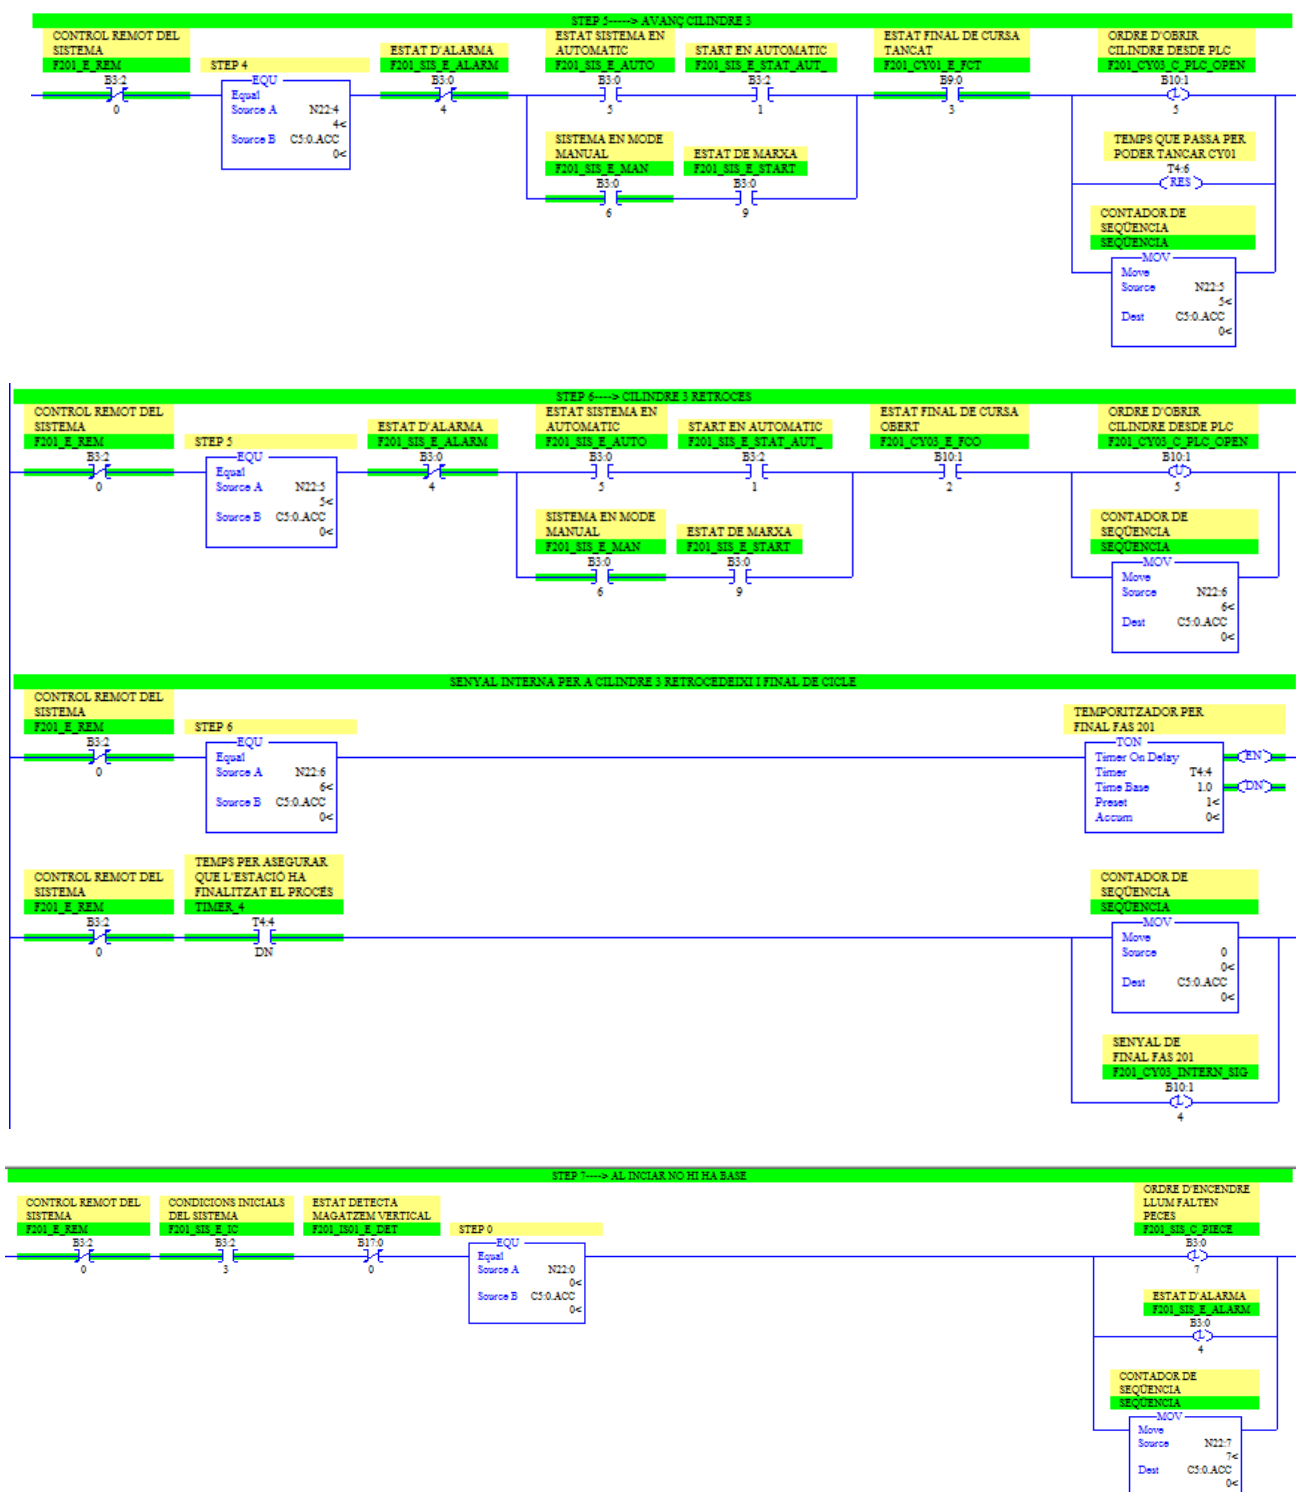 STEP 5-----> AVANÇ CILINDRE 3
CONTROL REMOT DEL
SISTEMA
F201_E_REM
B3:2
0
STEP 4
EQU
Equal
Source A N22:4
4<
Source B C5:0.ACC
0<
ESTAT D'ALARMA
F201_SIS_E_ALARM
B3:0
4
ESTAT SISTEMA EN
AUTOMATIC
F201_SIS_E_AUTO
B3:0
5
START EN AUTOMATIC
F201_SIS_E_STAT_AUT_
B3:2
1
SISTEMA EN MODE
MANUAL
F201_SIS_E_MAN
B3:0
6
ESTAT DE MARXA
F201_SIS_E_START
B3:0
9
ESTAT FINAL DE CURSA
TANCAT
F201_CY01_E_FCT
B9:0
3
ORDRE D'OBRIR
CILINDRE DESDE PLC
F201_CY03_C_PLC_OPEN
B10:1
L
5
TEMPS QUE PASSA PER
PODER TANCAR CY01
T4:6
RES
CONTADOR DE
SEQÜENCIA
SEQÜENCIA
MOV
Move
Source N22:5
5<
Dest C5:0.ACC
0<
STEP 6----> CILINDRE 3 RETROCES
CONTROL REMOT DEL
SISTEMA
F201_E_REM
B3:2
0
STEP 5
EQU
Equal
Source A N22:5
5<
Source B C5:0.ACC
0<
ESTAT D'ALARMA
F201_SIS_E_ALARM
B3:0
4
ESTAT SISTEMA EN
AUTOMATIC
F201_SIS_E_AUTO
B3:0
5
START EN AUTOMATIC
F201_SIS_E_STAT_AUT_
B3:2
1
SISTEMA EN MODE
MANUAL
F201_SIS_E_MAN
B3:0
6
ESTAT DE MARXA
F201_SIS_E_START
B3:0
9
ESTAT FINAL DE CURSA
OBERT
F201_CY03_E_FCO
B10:1
2
ORDRE D'OBRIR
CILINDRE DESDE PLC
F201_CY03_C_PLC_OPEN
B10:1
U
5
CONTADOR DE
SEQÜENCIA
SEQÜENCIA
MOV
Move
Source N22:6
6<
Dest C5:0.ACC
0<
SENYAL INTERNA PER A CILINDRE 3 RETROCEDEIXI I FINAL DE CICLE
CONTROL REMOT DEL
SISTEMA
F201_E_REM
B3:2
0
STEP 6
EQU
Equal
Source A N22:6
6<
Source B C5:0.ACC
0<
TEMPORITZADOR PER
FINAL FAS 201
TON
Timer On Delay
Timer T4:4
Time Base 1.0
Preset 1<
Accum 0<
EN
DN
CONTROL REMOT DEL
SISTEMA
F201_E_REM
B3:2
0
TEMPS PER ASEGURAR
QUE L'ESTACIÓ HA
FINALITZAT EL PROCÉS
TIMER_4
T4:4
DN
CONTADOR DE
SEQÜENCIA
SEQÜENCIA
MOV
Move
Source 0
0<
Dest C5:0.ACC
0<
SENYAL DE
FINAL FAS 201
F201_CY03_INTERN_SIG
B10:1
L
4
STEP 7----> AL INCIAR NO HI HA BASE
CONTROL REMOT DEL
SISTEMA
F201_E_REM
B3:2
0
CONDICIONS INICIALS
DEL SISTEMA
F201_SIS_E_IC
B3:2
3
ESTAT DETECTA
MAGATZEM VERTICAL
F201_IS01_E_DET
B17:0
0
STEP 0
EQU
Equal
Source A N22:0
0<
Source B C5:0.ACC
0<
ORDRE D'ENCENDRE
LLUM FALTEN
PECES
F201_SIS_C_PIECE
B3:0
L
7
ESTAT D'ALARMA
F201_SIS_E_ALARM
B3:0
L
4
CONTADOR DE
SEQÜENCIA
SEQÜENCIA
MOV
Move
Source N22:7
7<
Dest C5:0.ACC
0<